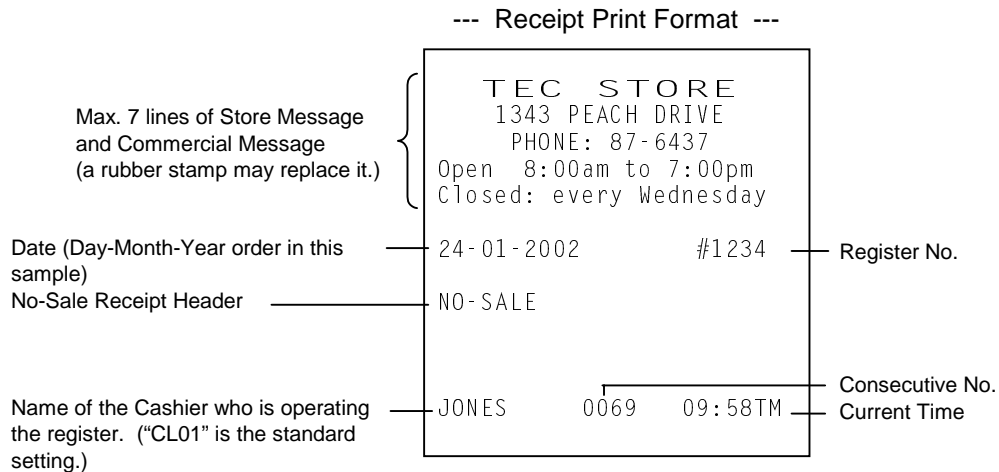 --- Receipt Print Format ---
Max. 7 lines of Store Message
and Commercial Message
(a rubber stamp may replace it.)
TEC STORE
1343 PEACH DRIVE
PHONE: 87-6437
Open 8:00am to 7:00pm
Closed: every Wednesday
Date (Day-Month-Year order in this
sample)
24-01-2002 #1234
Register No.
No-Sale Receipt Header
NO-SALE
Name of the Cashier who is operating
the register. (“CL01” is the standard
setting.)
JONES 0069 09:58TM
Consecutive No.
Current Time